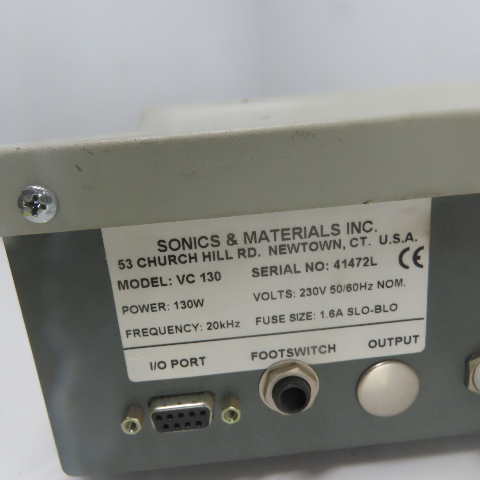 SONICS & MATERIALS INC.
53 CHURCH HILL RD. NEWTOWN, CT. U.S.A.
MODEL: VC 130 SERIAL NO: 41472L CE
POWER: 130W VOLTS: 230V 50/60Hz NOM.
FREQUENCY: 20kHz FUSE SIZE: 1.6A SLO-BLO
I/O PORT FOOTSWITCH OUTPUT